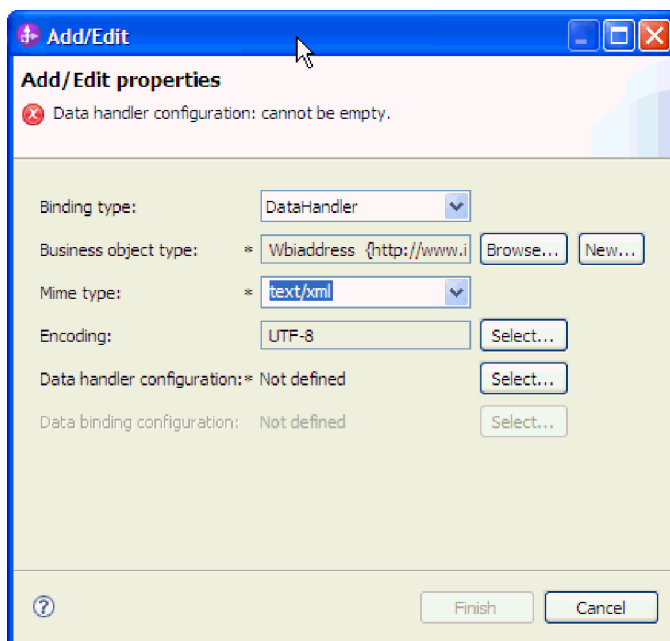 Add/Edit
Add/Edit properties
Data handler configuration: cannot be empty.
Binding type: DataHandler
Business object type: * Wbiaddress {http://www.i Browse... New...
Mime type: * text/xml
Encoding: UTF-8 Select...
Data handler configuration:* Not defined Select...
Data binding configuration: Not defined Select...
Finish Cancel